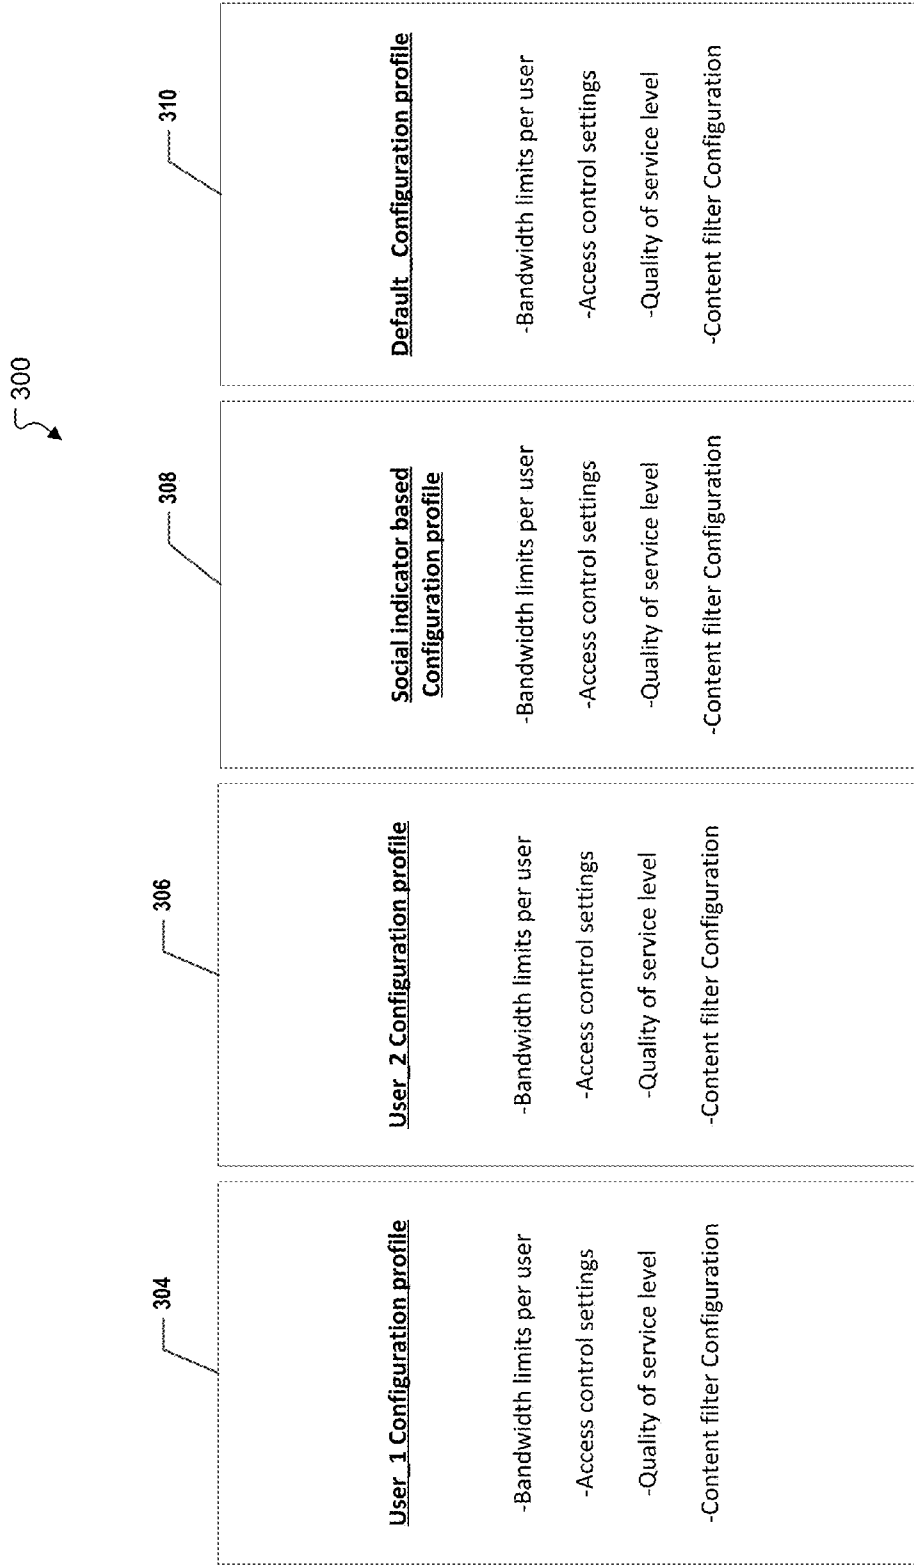 300
304
User_1 Configuration profile
-Bandwidth limits per user
-Access control settings
-Quality of service level
-Content filter Configuration
306
User_2 Configuration profile
-Bandwidth limits per user
-Access control settings
-Quality of service level
-Content filter Configuration
308
Social indicator based
Configuration profile
-Bandwidth limits per user
-Access control settings
-Quality of service level
-Content filter Configuration
310
Default_ Configuration profile
-Bandwidth limits per user
-Access control settings
-Quality of service level
-Content filter Configuration